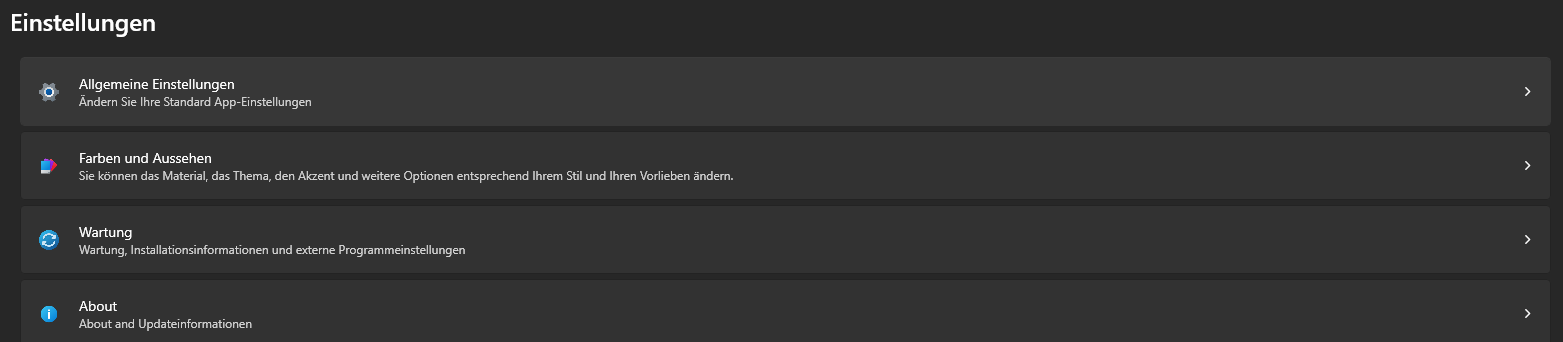 Einstellungen
Allgemeine Einstellungen
Ändern Sie Ihre Standard App-Einstellungen
Farben und Aussehen
Sie können das Material, das Thema, den Akzent und weitere Optionen entsprechend Ihrem Stil und Ihren Vorlieben ändern.
Wartung
Wartung, Installationsinformationen und externe Programmeinstellungen
About
About and Updateinformationen